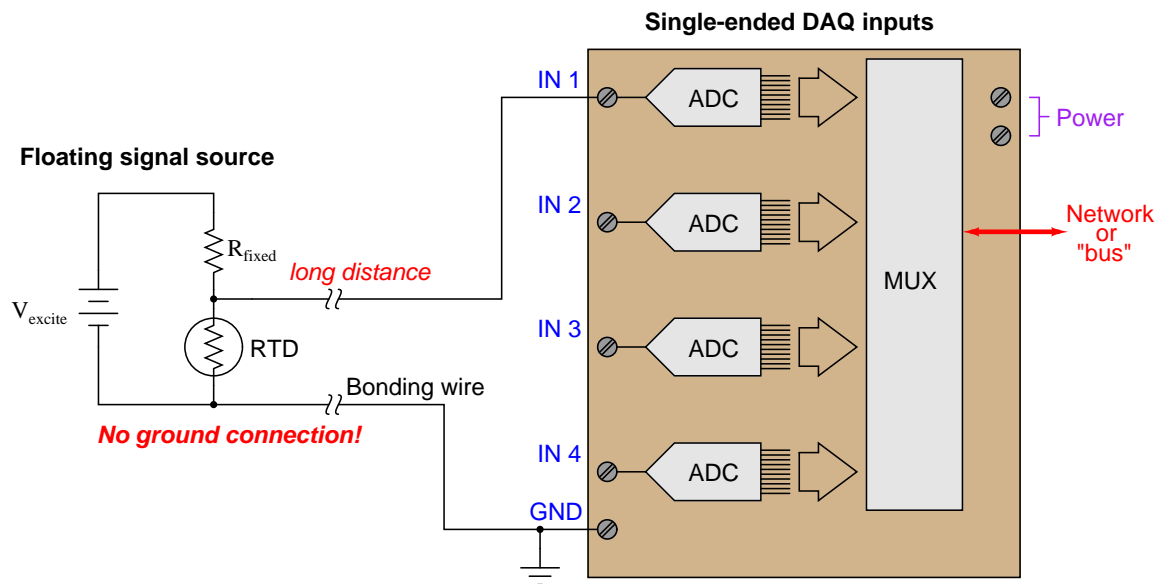 Single-ended DAQ inputs
IN 1
ADC
Power
Floating signal source
IN 2
ADC
Network
or
"bus"
Rfixed
long distance
MUX
Vexcite
IN 3
ADC
RTD
Bonding wire
No ground connection!
IN 4
ADC
GND